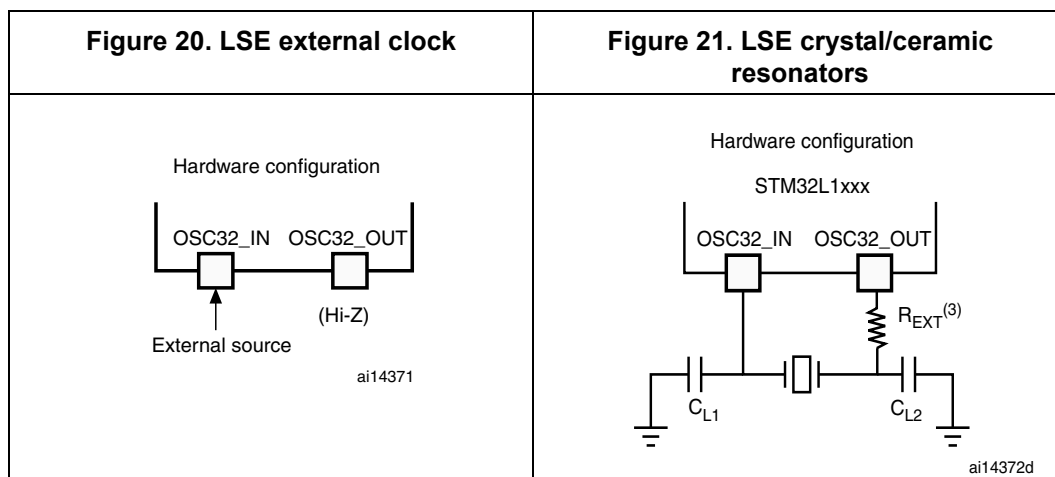 Figure 20. LSE external clock
Figure 21. LSE crystal/ceramic
resonators
Hardware configuration
OSC32_IN OSC32_OUT
(Hi-Z)
External source
ai14371
Hardware configuration
STM32L1xxx
OSC32_IN OSC32_OUT
REXT(3)
CL1
CL2
ai14372d